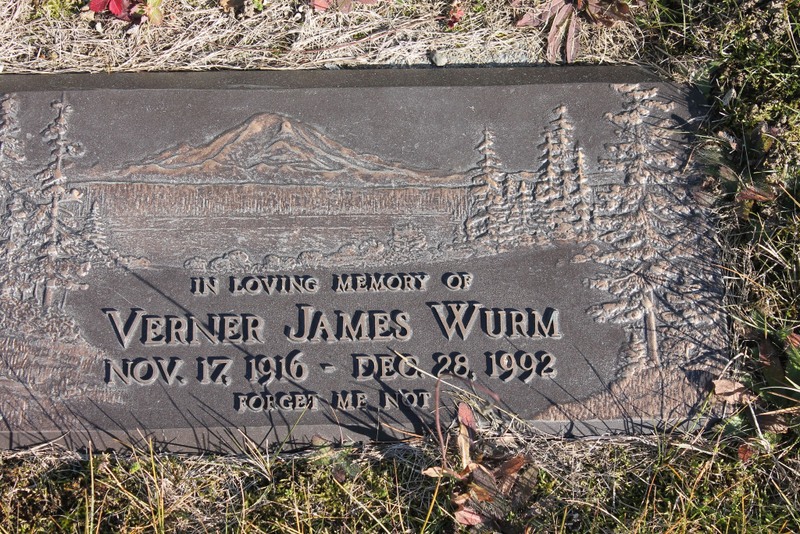 IN LOVING MEMORY OF
VERNER JAMES WURM
NOV. 17, 1916 - DEC 28, 1992
FORGET ME NOT